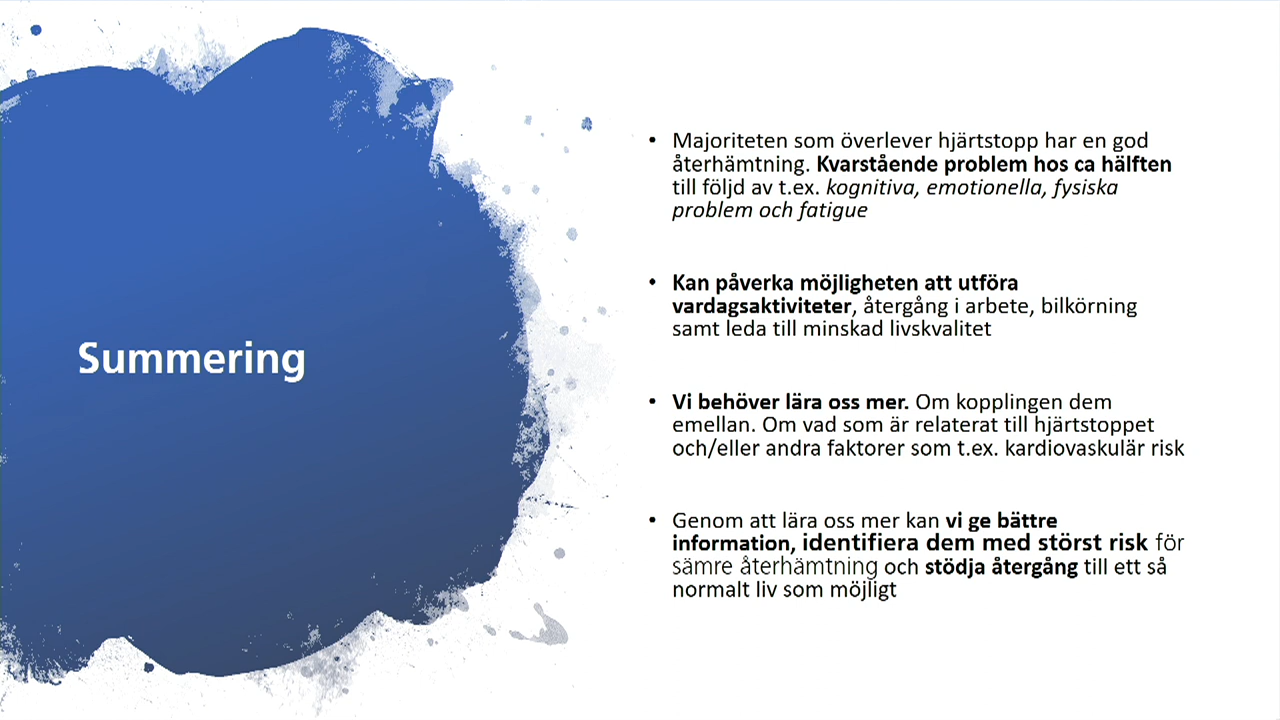 Summering
• Majoriteten som överlever hjärtstopp har en god
återhämtning. Kvarstående problem hos ca hälften
till följd av t.ex. kognitiva, emotionella, fysiska
problem och fatigue
• Kan påverka möjligheten att utföra
vardagsaktiviteter, återgång i arbete, bilkörning
samt leda till minskad livskvalitet
• Vi behöver lära oss mer. Om kopplingen dem
emellan. Om vad som är relaterat till hjärtstoppet
och/eller andra faktorer som t.ex. kardiovaskulär risk
• Genom att lära oss mer kan vi ge bättre
information, identifiera dem med störst risk för
sämre återhämtning och stödja återgång till ett så
normalt liv som möjligt